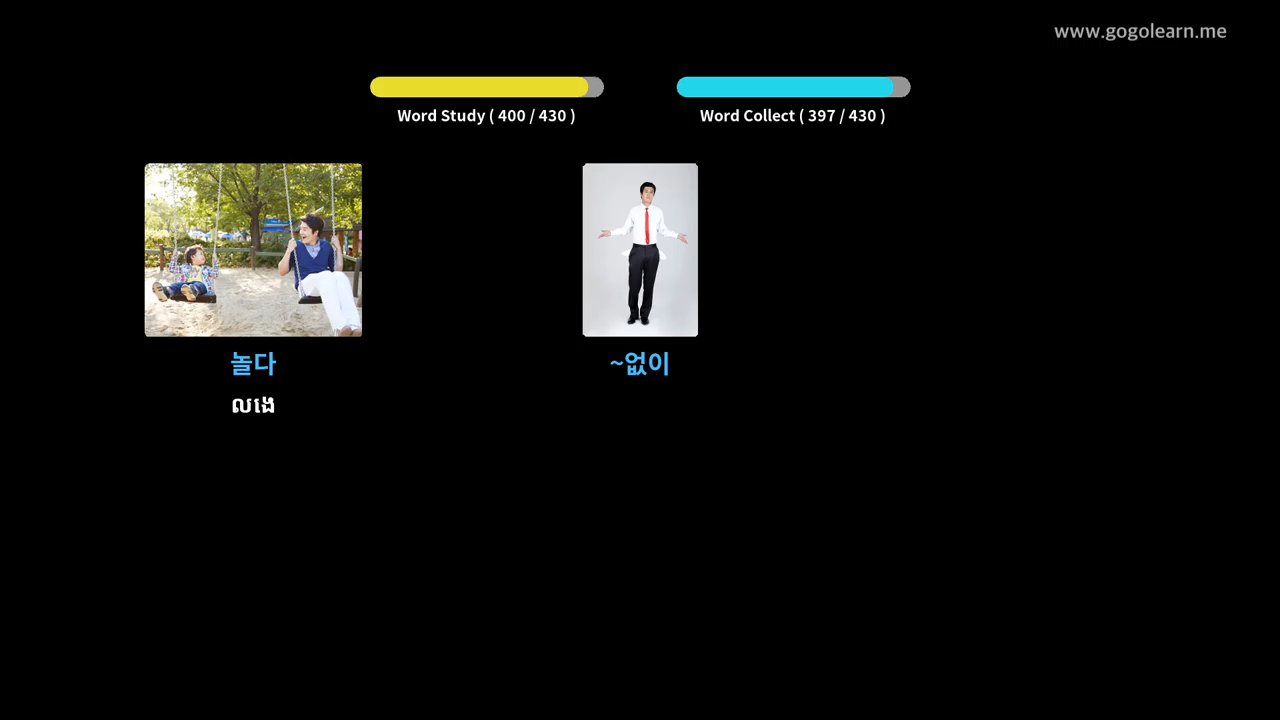 www.gogolearn.me
Word Study ( 400 / 430 )
Word Collect ( 397 / 430 )
놀다
~없이
លេង